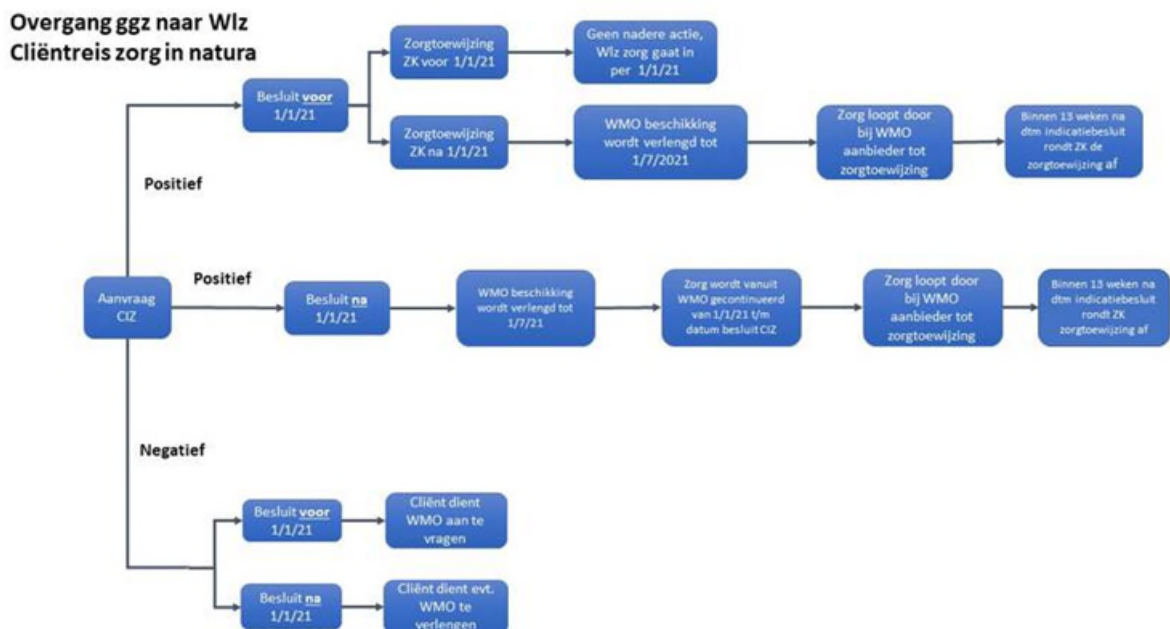 Overgang ggz naar Wlz
Cliëntreis zorg in natura
Besluit voor
1/1/21
Zorgtoewijzing
ZK voor 1/1/21
Geen nadere actie,
Wlz zorg gaat in
per 1/1/21
Zorgtoewijzing
ZK na 1/1/21
WMO beschikking
wordt verlengd tot
1/7/2021
Zorg loopt door
bij WMO
aanbieder tot
zorgtoewijzing
Binnen 13 weken na
dtm indicatiebesluit
rondt ZK de
zorgtoewijzing af
Positief
Aanvraag
CIZ
Positief
Besluit na
1/1/21
WMO beschikking
wordt verlengd tot
1/7/21
Zorg wordt vanuit
WMO gecontinueerd
van 1/1/21 t/m
datum besluit CIZ
Zorg loopt door
bij WMO
aanbieder tot
zorgtoewijzing
Binnen 13 weken na
dtm indicatiebesluit
rondt ZK
zorgtoewijzing af
Negatief
Besluit voor
1/1/21
Cliënt dient
WMO aan te
vragen
Besluit na
1/1/21
Cliënt dient evt.
WMO te
verlengen